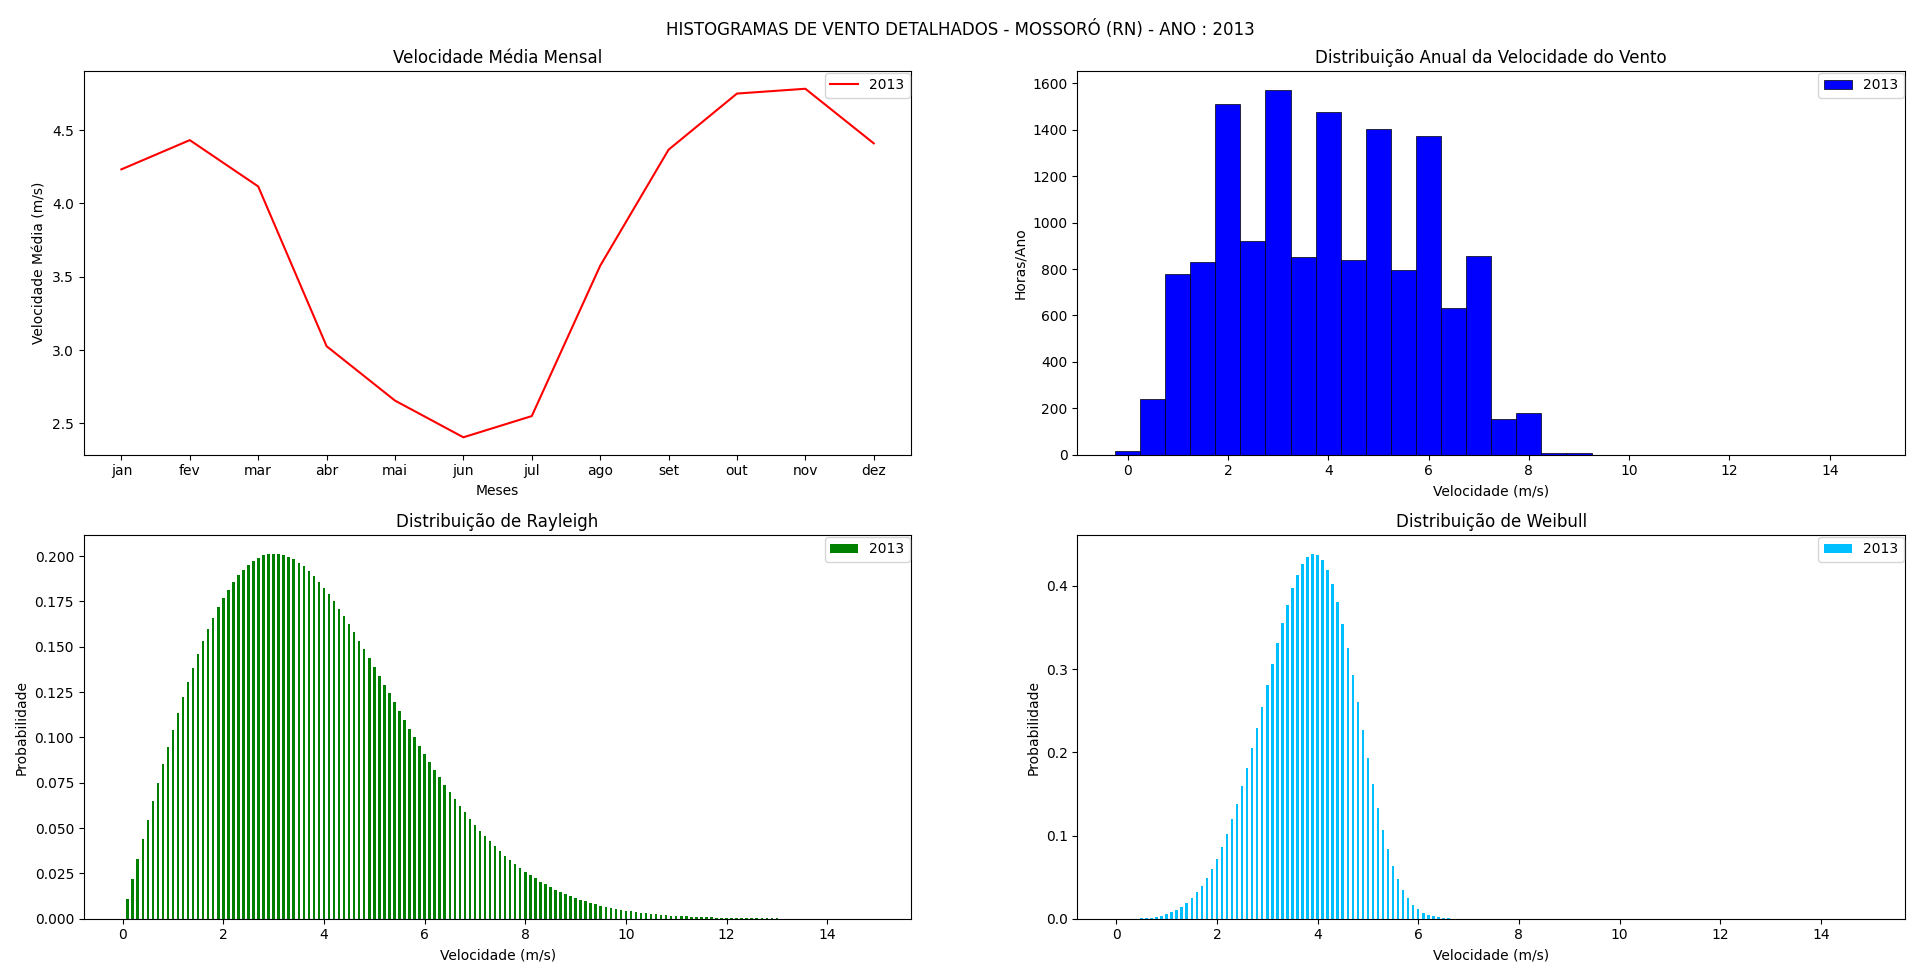 HISTOGRAMAS DE VENTO DETALHADOS - MOSSORÓ (RN) - ANO : 2013
Velocidade Média Mensal
2013
4.5
4.0
3.5
3.0
2.5
Velocidade Média (m/s)
jan fev mar abr mai jun jul ago set out nov dez
Meses
Distribuição Anual da Velocidade do Vento
2013
1600
1400
1200
1000
800
600
400
200
0
Horas/Ano
0 2 4 6 8 10 12 14
Velocidade (m/s)
Distribuição de Rayleigh
2013
0.200
0.175
0.150
0.125
0.100
0.075
0.050
0.025
0.000
Probabilidade
0 2 4 6 8 10 12 14
Velocidade (m/s)
Distribuição de Weibull
2013
0.4
0.3
0.2
0.1
0.0
Probabilidade
0 2 4 6 8 10 12 14
Velocidade (m/s)